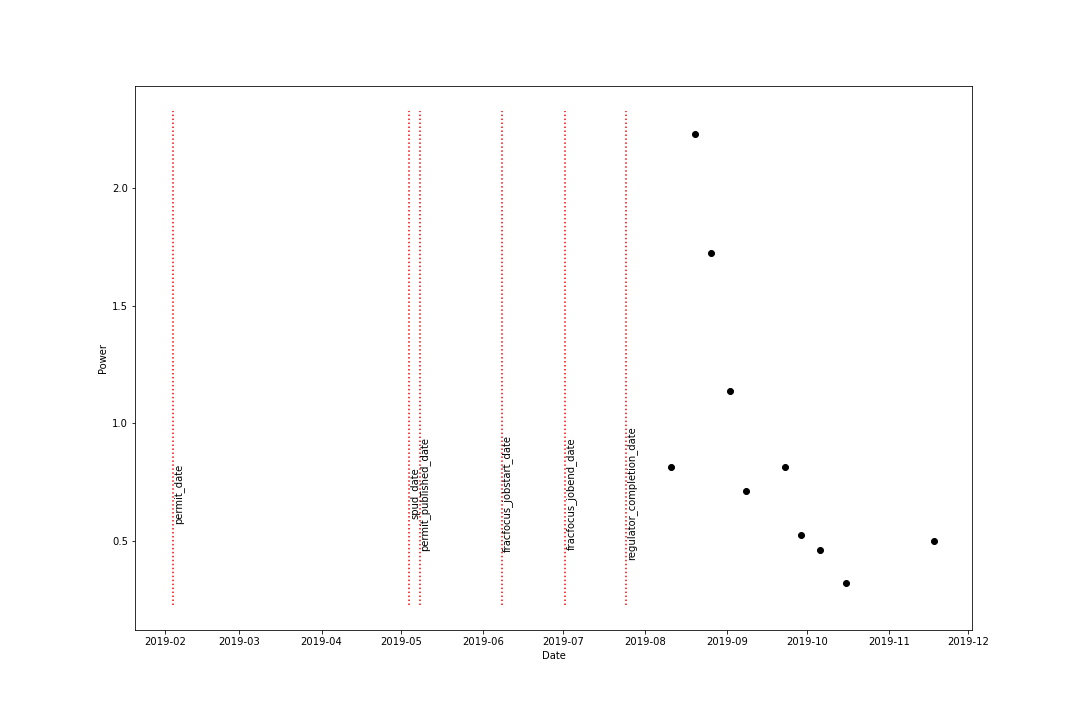 2.0
1.5
1.0
0.5
Power
permit_date
spud_date
permit_published_date
fracfocus_jobstart_date
fracfocus_jobend_date
regulator_completion_date
2019-02 2019-03 2019-04 2019-05 2019-06 2019-07 2019-08 2019-09 2019-10 2019-11 2019-12
Date